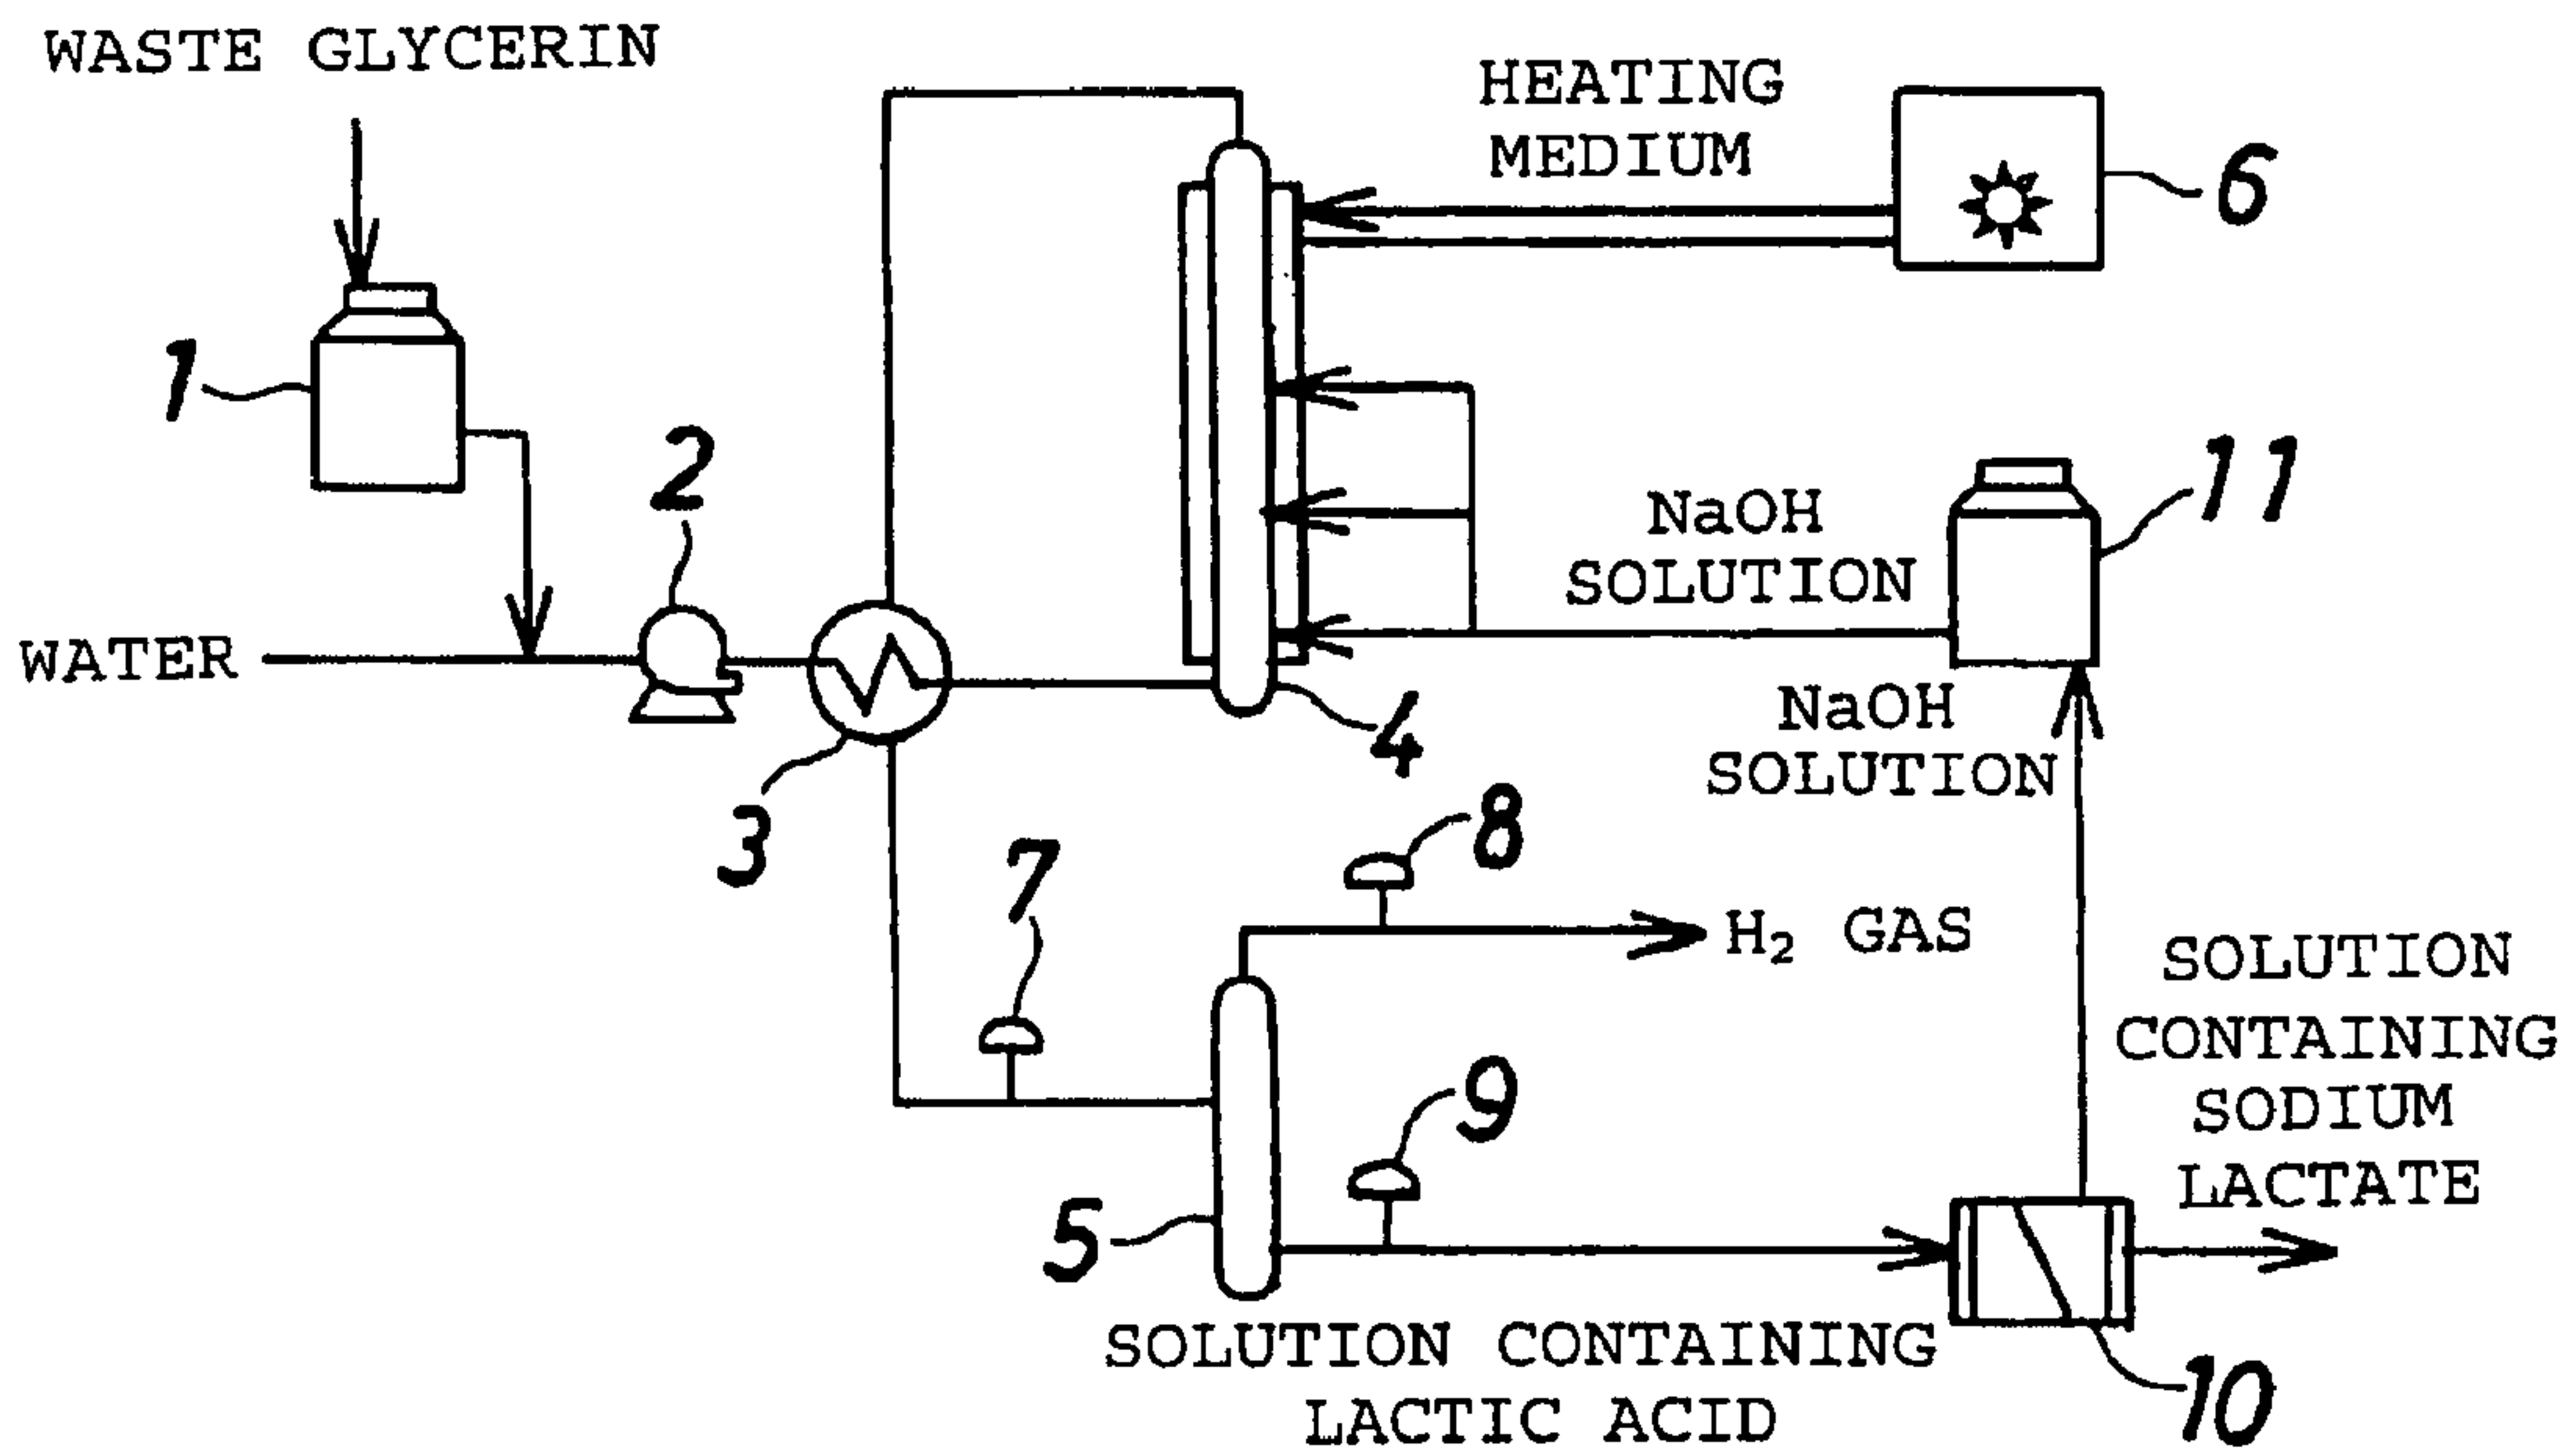 WASTE GLYCERIN
HEATING
MEDIUM
6
1
2
11
NaOH
SOLUTION
WATER
4
NaOH
SOLUTION
3
7
8
H₂ GAS
SOLUTION
CONTAINING
SODIUM
LACTATE
9
5
SOLUTION CONTAINING
LACTIC ACID
10